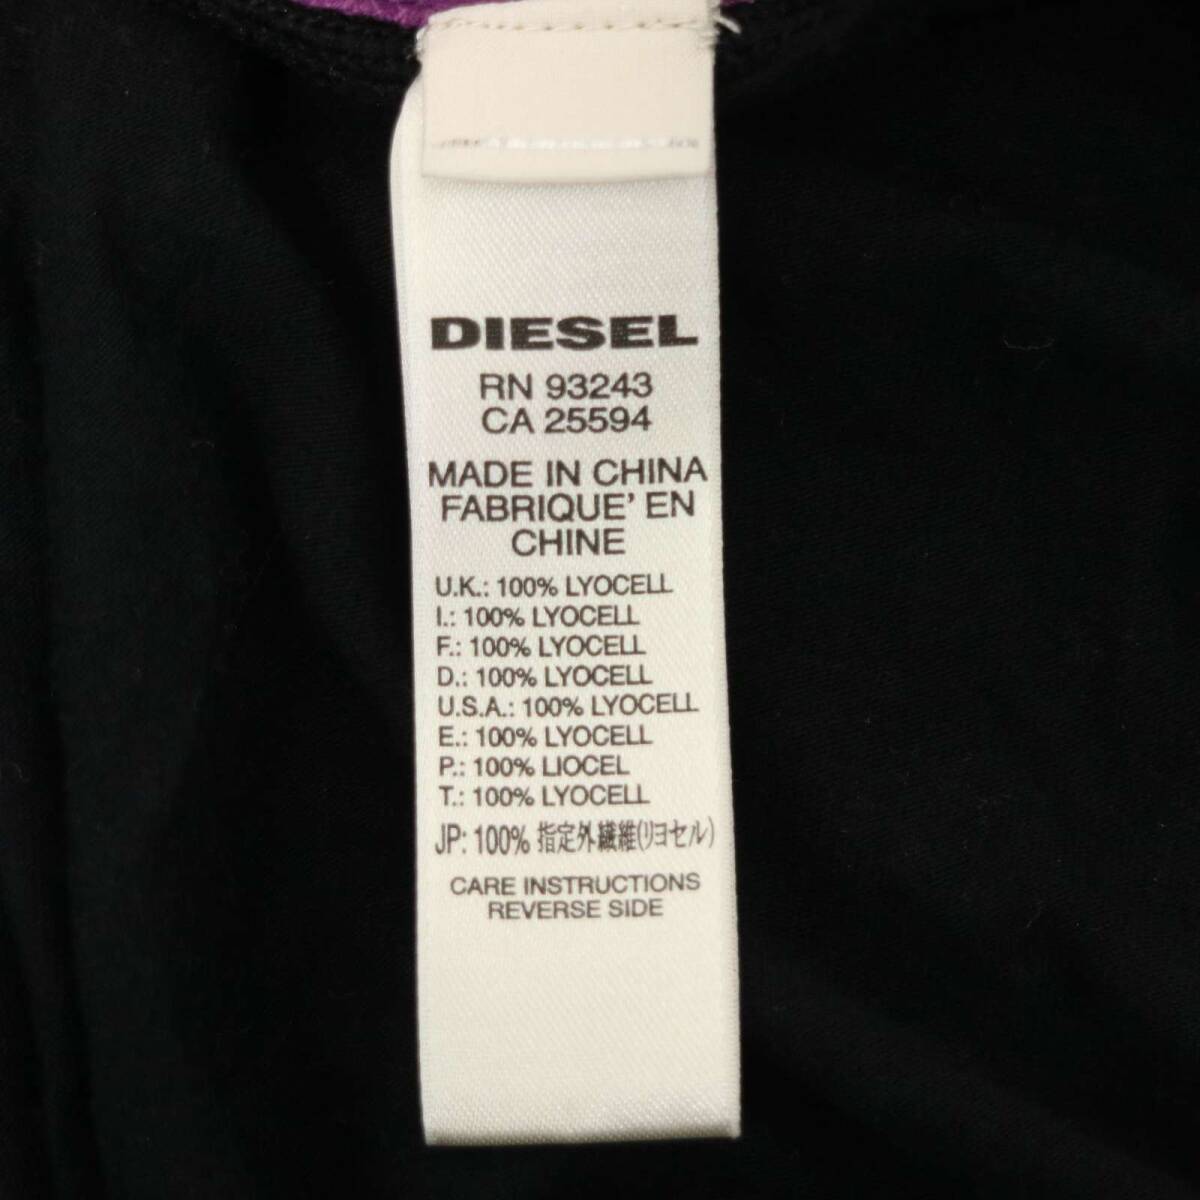 DIESEL
RN 93243
CA 25594
MADE IN CHINA
FABRIQUE' EN
CHINE
U.K.: 100% LYOCELL
I.: 100% LYOCELL
F.: 100% LYOCELL
D.: 100% LYOCELL
U.S.A.: 100% LYOCELL
E.: 100% LYOCELL
P.: 100% LIOCEL
T.: 100% LYOCELL
JP: 100% 指定外繊維(リヨセル)
CARE INSTRUCTIONS
REVERSE SIDE